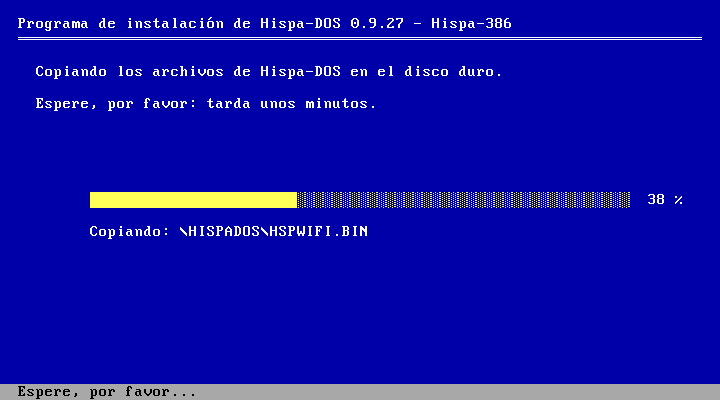 Programa de instalación de Hispa-DOS 0.9.27 - Hispa-386
Copiando los archivos de Hispa-DOS en el disco duro.
Espere, por favor: tarda unos minutos.
38 %
Copiando: \HISPADOS\HSPWIFI.BIN
Espere, por favor...